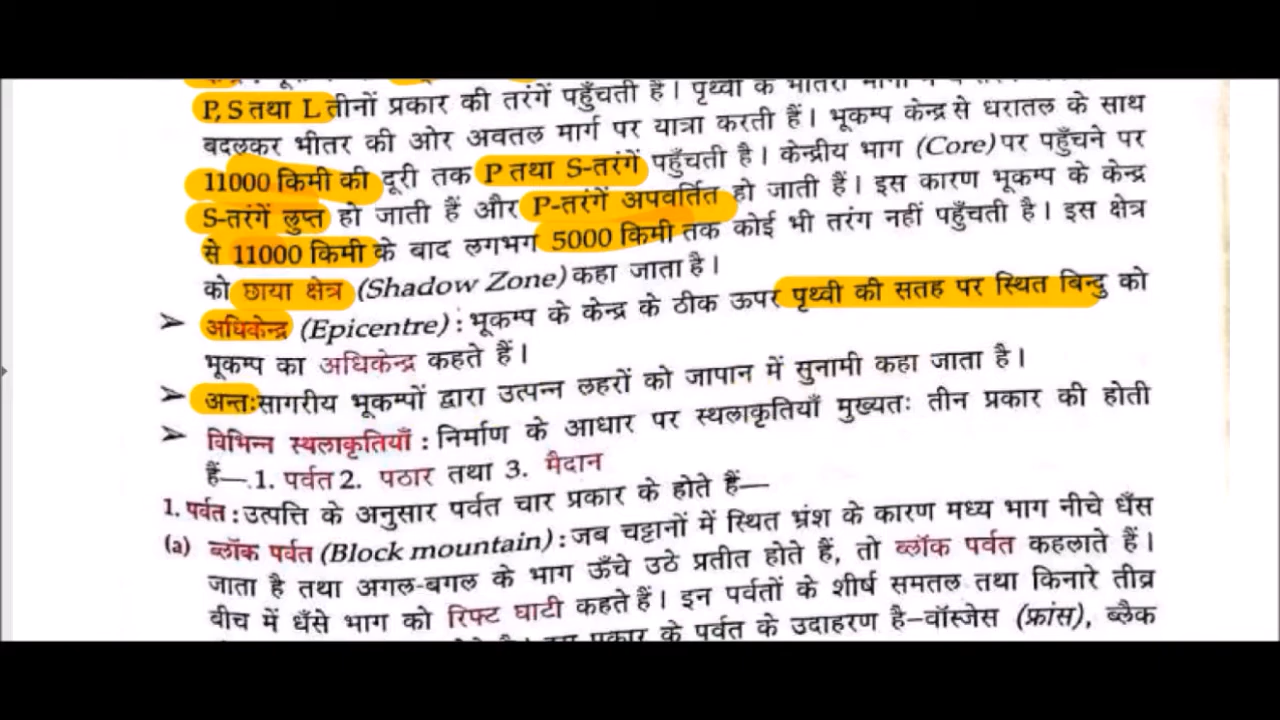 P, S तथा L तीनों प्रकार की तरंगें पहुँचती हैं। पृथ्वी के भीतरी भागों में
बदलकर भीतर की ओर अवतल मार्ग पर यात्रा करती हैं। भूकम्प केन्द्र से धरातल के साथ
11000 किमी की दूरी तक P तथा S-तरंगें पहुँचती है। केन्द्रीय भाग (Core) पर पहुँचने पर
S-तरंगें लुप्त हो जाती हैं और P-तरंगें अपवर्तित हो जाती हैं। इस कारण भूकम्प के केन्द्र
से 11000 किमी के बाद लगभग 5000 किमी तक कोई भी तरंग नहीं पहुँचती है। इस क्षेत्र
को छाया क्षेत्र (Shadow Zone) कहा जाता है।
➤ अधिकेन्द्र (Epicentre) : भूकम्प के केन्द्र के ठीक ऊपर पृथ्वी की सतह पर स्थित बिन्दु को
भूकम्प का अधिकेन्द्र कहते हैं।
➤ अन्तःसागरीय भूकम्पों द्वारा उत्पन्न लहरों को जापान में सुनामी कहा जाता है।
➤ विभिन्न स्थलाकृतियाँ : निर्माण के आधार पर स्थलाकृतियाँ मुख्यतः तीन प्रकार की होती
हैं— 1. पर्वत 2. पठार तथा 3. मैदान
1. पर्वत : उत्पत्ति के अनुसार पर्वत चार प्रकार के होते हैं—
(a) ब्लॉक पर्वत (Block mountain) : जब चट्टानों में स्थित भ्रंश के कारण मध्य भाग नीचे धँस
जाता है तथा अगल-बगल के भाग ऊँचे उठे प्रतीत होते हैं, तो ब्लॉक पर्वत कहलाते हैं।
बीच में धँसे भाग को रिफ्ट घाटी कहते हैं। इन पर्वतों के शीर्ष समतल तथा किनारे तीव्र
प्रकार के पर्वत के उदाहरण है–वॉस्जेस (फ्रांस), ब्लैक